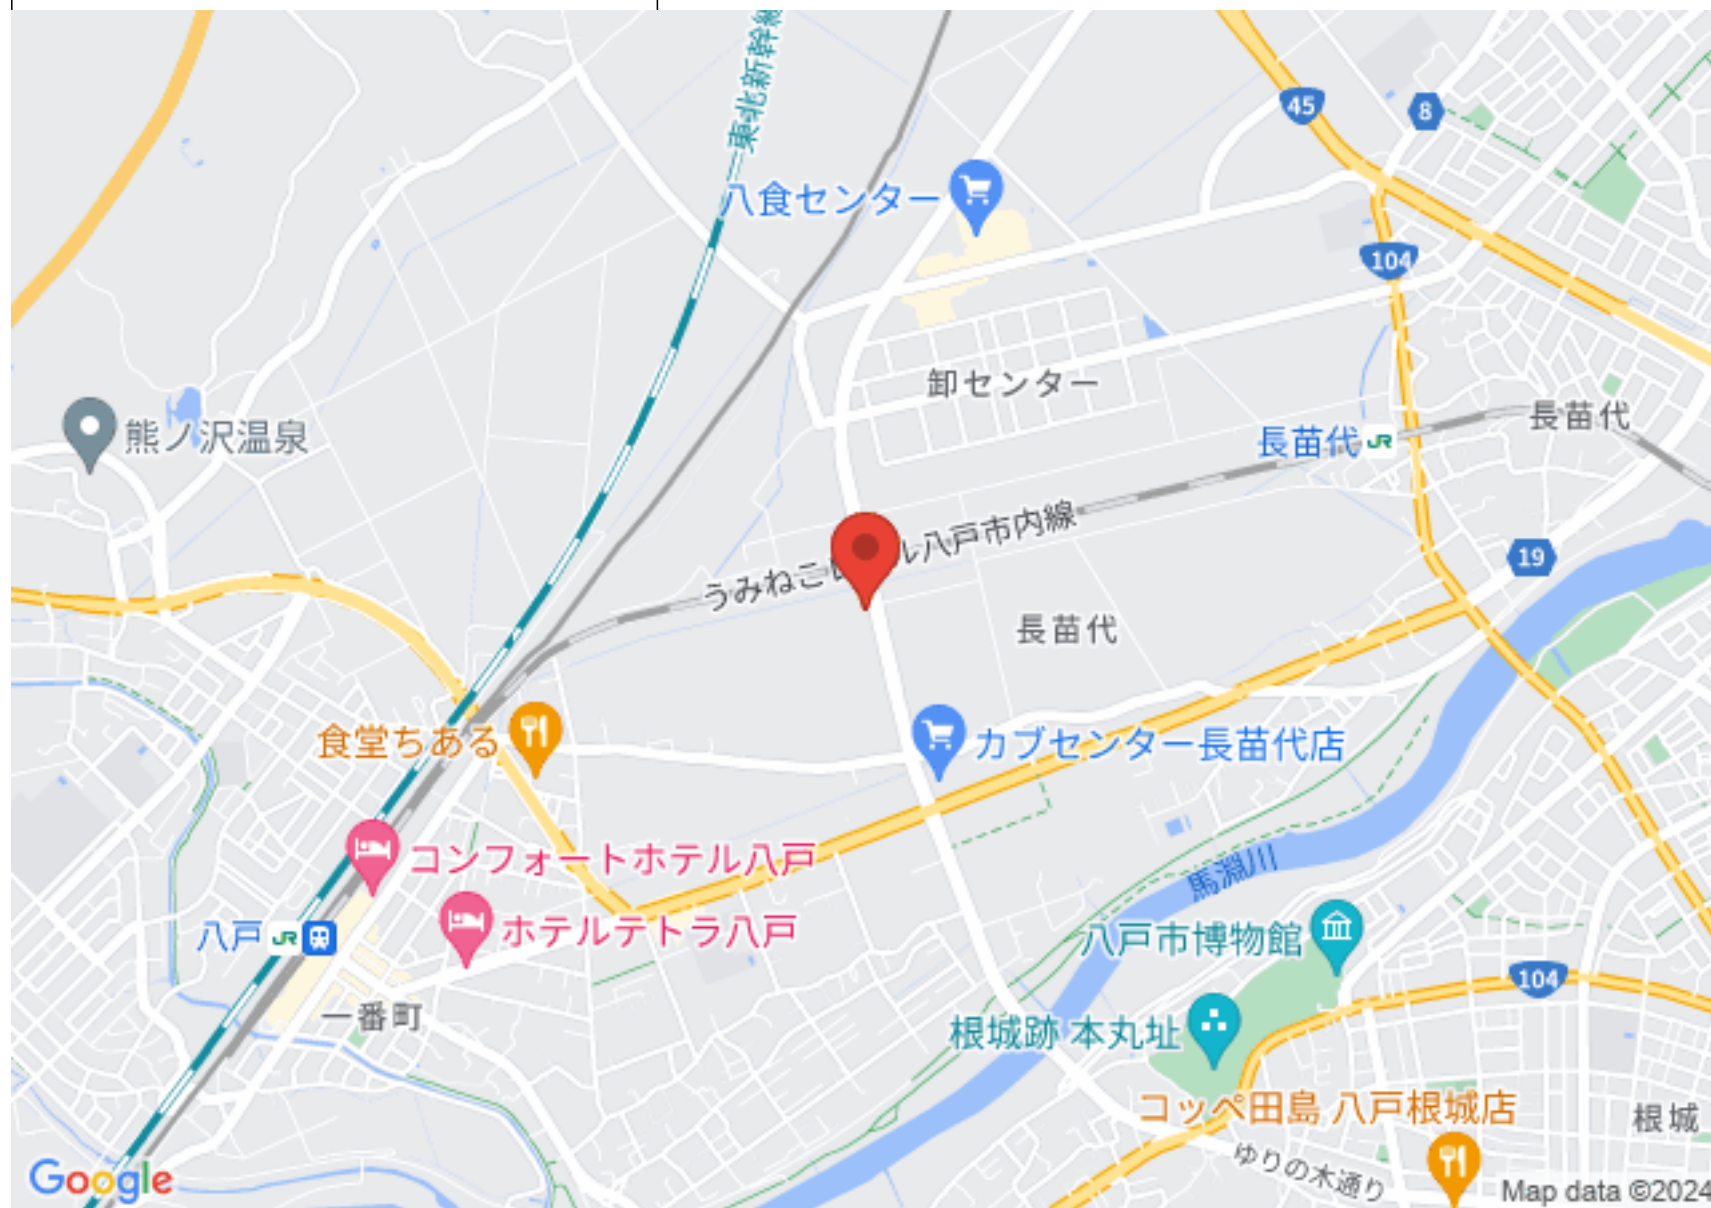 東北新幹線
45
8
八食センター
104
卸センター
長苗代
長苗代
熊ノ沢温泉
うみねこレール八戸市内線
19
長苗代
食堂ちある
カブセンター長苗代店
コンフォートホテル八戸
馬淵川
ホテルテトラ八戸
八戸
八戸市博物館
104
一番町
根城跡 本丸址
コッペ田島 八戸根城店
根城
ゆりの木通り
Google
Map data ©2024